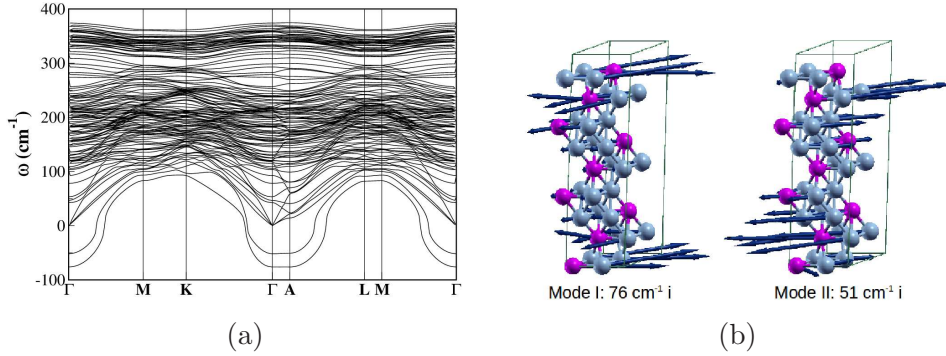 400
300
200
100
0
-100
ω (cm⁻¹)
Γ M K Γ A L M Γ
Mode I: 76 cm⁻¹ i
Mode II: 51 cm⁻¹ i
(a)
(b)